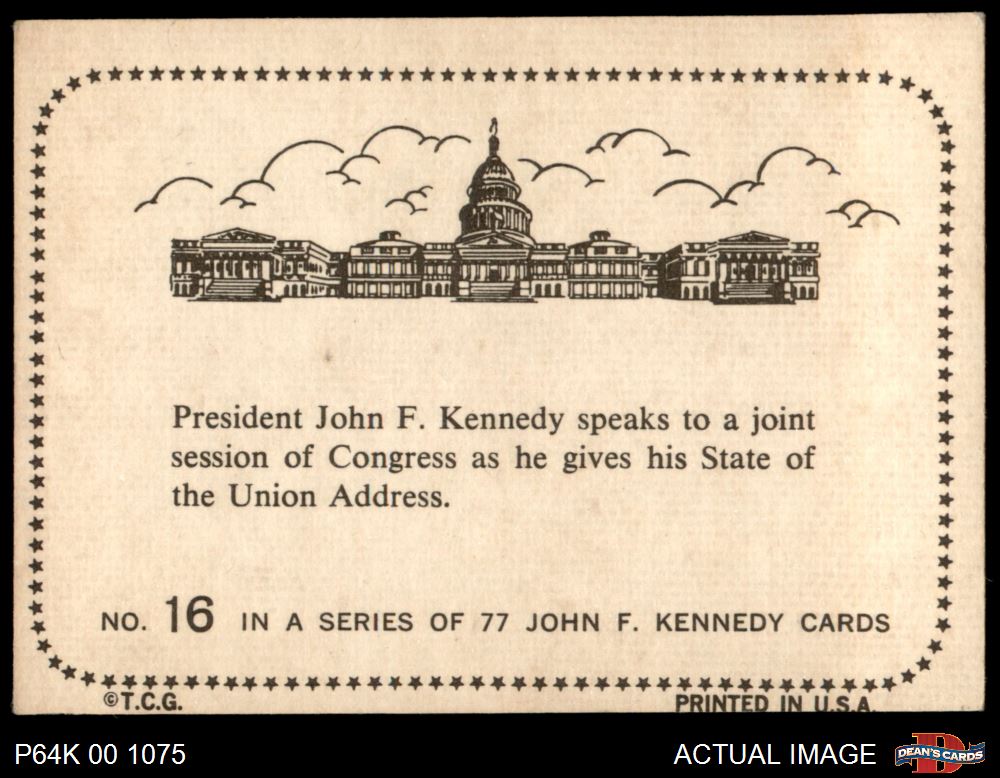 President John F. Kennedy speaks to a joint
session of Congress as he gives his State of
the Union Address.
NO. 16 IN A SERIES OF 77 JOHN F. KENNEDY CARDS
©T.C.G. PRINTED IN U.S.A.
P64K 00 1075 ACTUAL IMAGE D DEAN'S CARDS